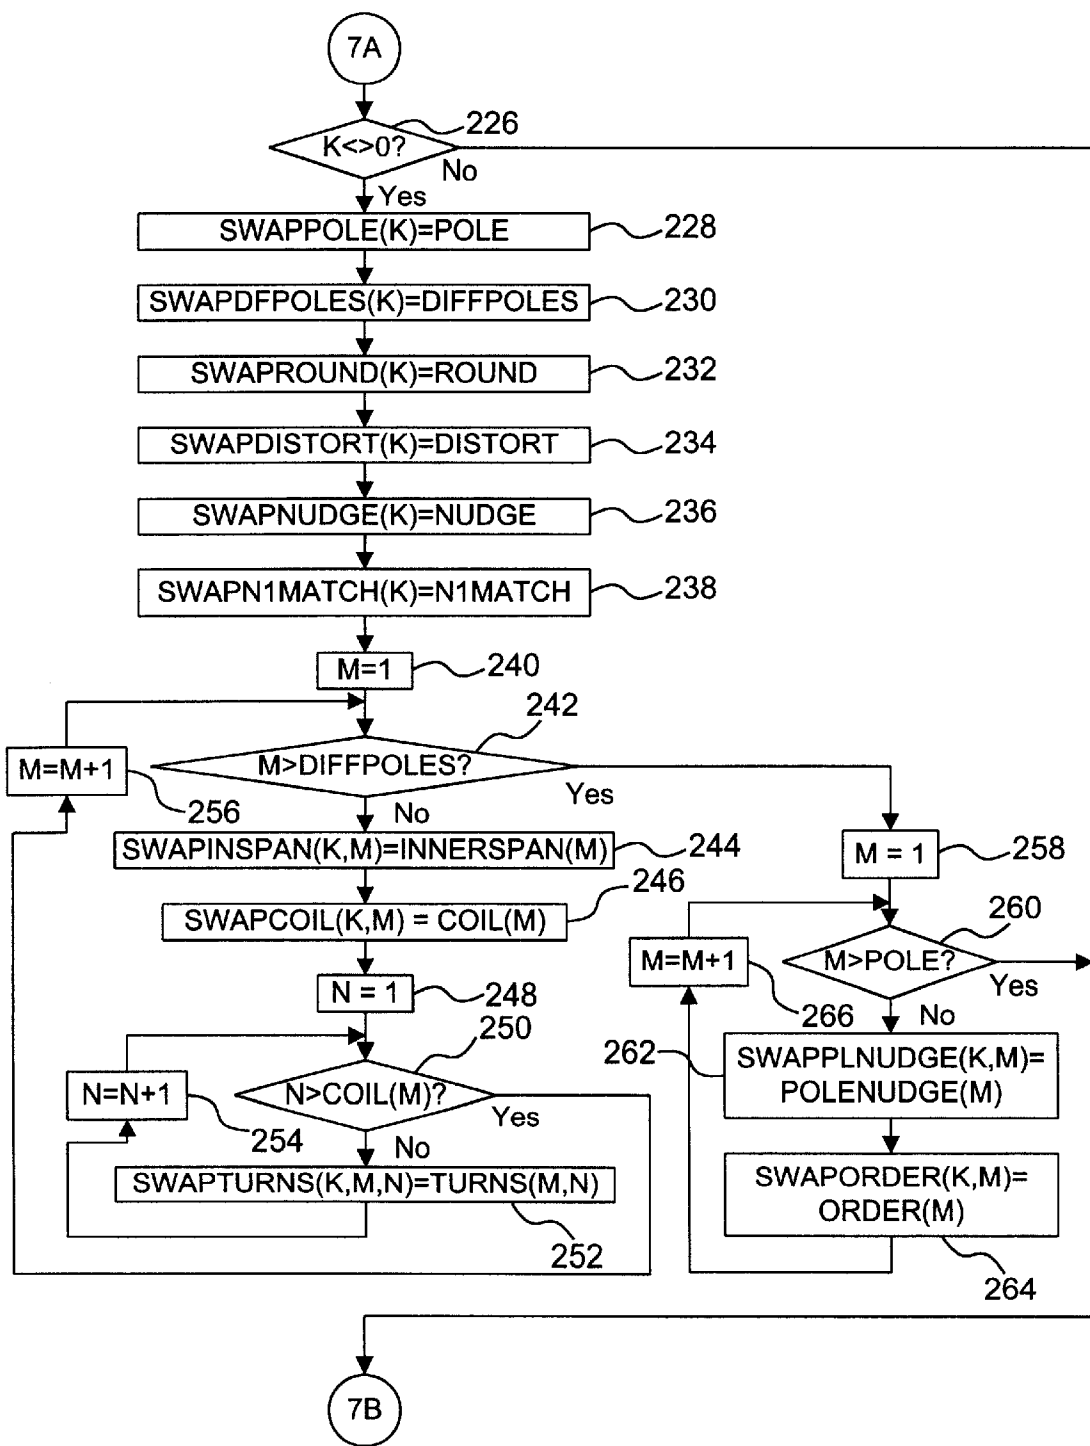 7A
226
K<>0?
No
Yes
SWAPPOLE(K)=POLE
228
SWAPDFPOLES(K)=DIFFPOLES
230
SWAPROUND(K)=ROUND
232
SWAPDISTORT(K)=DISTORT
234
SWAPNUDGE(K)=NUDGE
236
SWAPN1MATCH(K)=N1MATCH
238
M=1
240
242
M>DIFFPOLES?
M=M+1
256
No
Yes
SWAPINSPAN(K,M)=INNERSPAN(M)
244
246
SWAPCOIL(K,M) = COIL(M)
N = 1
248
250
N>COIL(M)?
Yes
N=N+1
254
No
SWAPTURNS(K,M,N)=TURNS(M,N)
252
M = 1
258
260
M>POLE?
Yes
M=M+1
266
No
262
SWAPPLNUDGE(K,M)=
POLENUDGE(M)
SWAPORDER(K,M)=
ORDER(M)
264
7B